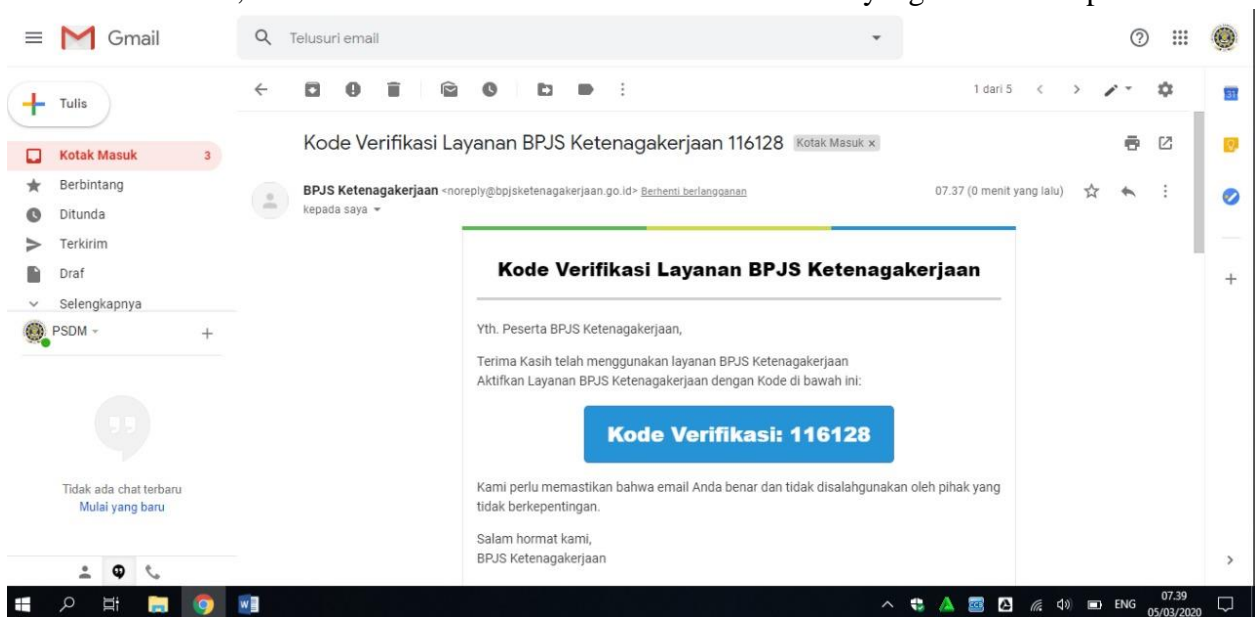 Gmail
Telusuri email
Tulis
1 dari 5
Kotak Masuk 3
Berbintang
Ditunda
Terkirim
Draf
Selengkapnya
PSDM
Tidak ada chat terbaru
Mulai yang baru
Kode Verifikasi Layanan BPJS Ketenagakerjaan 116128 Kotak Masuk x
BPJS Ketenagakerjaan <noreply@bpjsketenagakerjaan.go.id> Berhenti berlangganan 07.37 (0 menit yang lalu)
kepada saya
Kode Verifikasi Layanan BPJS Ketenagakerjaan
Yth. Peserta BPJS Ketenagakerjaan,
Terima Kasih telah menggunakan layanan BPJS Ketenagakerjaan
Aktifkan Layanan BPJS Ketenagakerjaan dengan Kode di bawah ini:
Kode Verifikasi: 116128
Kami perlu memastikan bahwa email Anda benar dan tidak disalahgunakan oleh pihak yang
tidak berkepentingan.
Salam hormat kami,
BPJS Ketenagakerjaan
31
ENG
07.39
05/03/2020